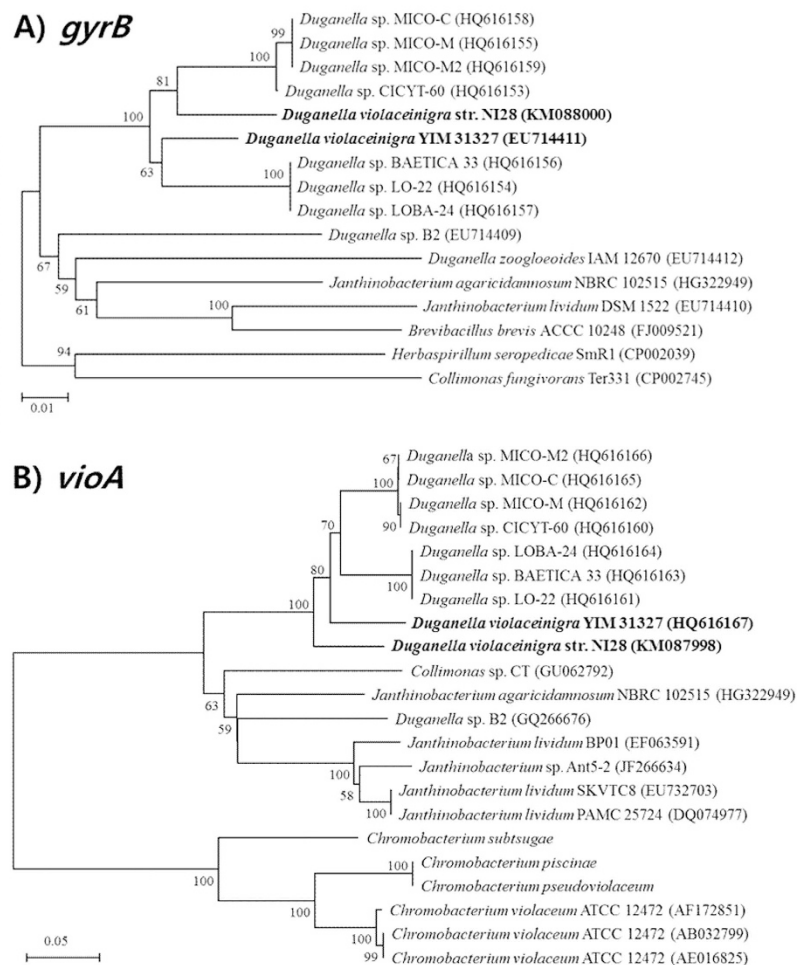 A) gyrB
Duganella sp. MICO-C (HQ616158)
99
Duganella sp. MICO-M (HQ616155)
100
Duganella sp. MICO-M2 (HQ616159)
81
Duganella sp. CICYT-60 (HQ616153)
100
Duganella violaceinigra str. NI28 (KM088000)
Duganella violaceinigra YIM 31327 (EU714411)
Duganella sp. BAETICA 33 (HQ616156)
63
100
Duganella sp. LO-22 (HQ616154)
Duganella sp. LOBA-24 (HQ616157)
Duganella sp. B2 (EU714409)
67
Duganella zoogloeoides IAM 12670 (EU714412)
59
Janthinobacterium agaricidamnosum NBRC 102515 (HG322949)
61
100
Janthinobacterium lividum DSM 1522 (EU714410)
Brevibacillus brevis ACCC 10248 (FJ009521)
94
Herbaspirillum seropedicae SmR1 (CP002039)
Collimonas fungivorans Ter331 (CP002745)
0.01
B) vioA
67
Duganella sp. MICO-M2 (HQ616166)
Duganella sp. MICO-C (HQ616165)
100
Duganella sp. MICO-M (HQ616162)
70
90
Duganella sp. CICYT-60 (HQ616160)
Duganella sp. LOBA-24 (HQ616164)
80
Duganella sp. BAETICA 33 (HQ616163)
100
Duganella sp. LO-22 (HQ616161)
100
Duganella violaceinigra YIM 31327 (HQ616167)
Duganella violaceinigra str. NI28 (KM087998)
Collimonas sp. CT (GU062792)
63
Janthinobacterium agaricidamnosum NBRC 102515 (HG322949)
59
Duganella sp. B2 (GQ266676)
Janthinobacterium lividum BP01 (EF063591)
100
Janthinobacterium sp. Ant5-2 (JF266634)
58
Janthinobacterium lividum SKVTC8 (EU732703)
100
Janthinobacterium lividum PAMC 25724 (DQ074977)
Chromobacterium subtsugae
100
100
Chromobacterium piscinae
Chromobacterium pseudoviolaceum
100
Chromobacterium violaceum ATCC 12472 (AF172851)
100
Chromobacterium violaceum ATCC 12472 (AB032799)
99
Chromobacterium violaceum ATCC 12472 (AE016825)
0.05